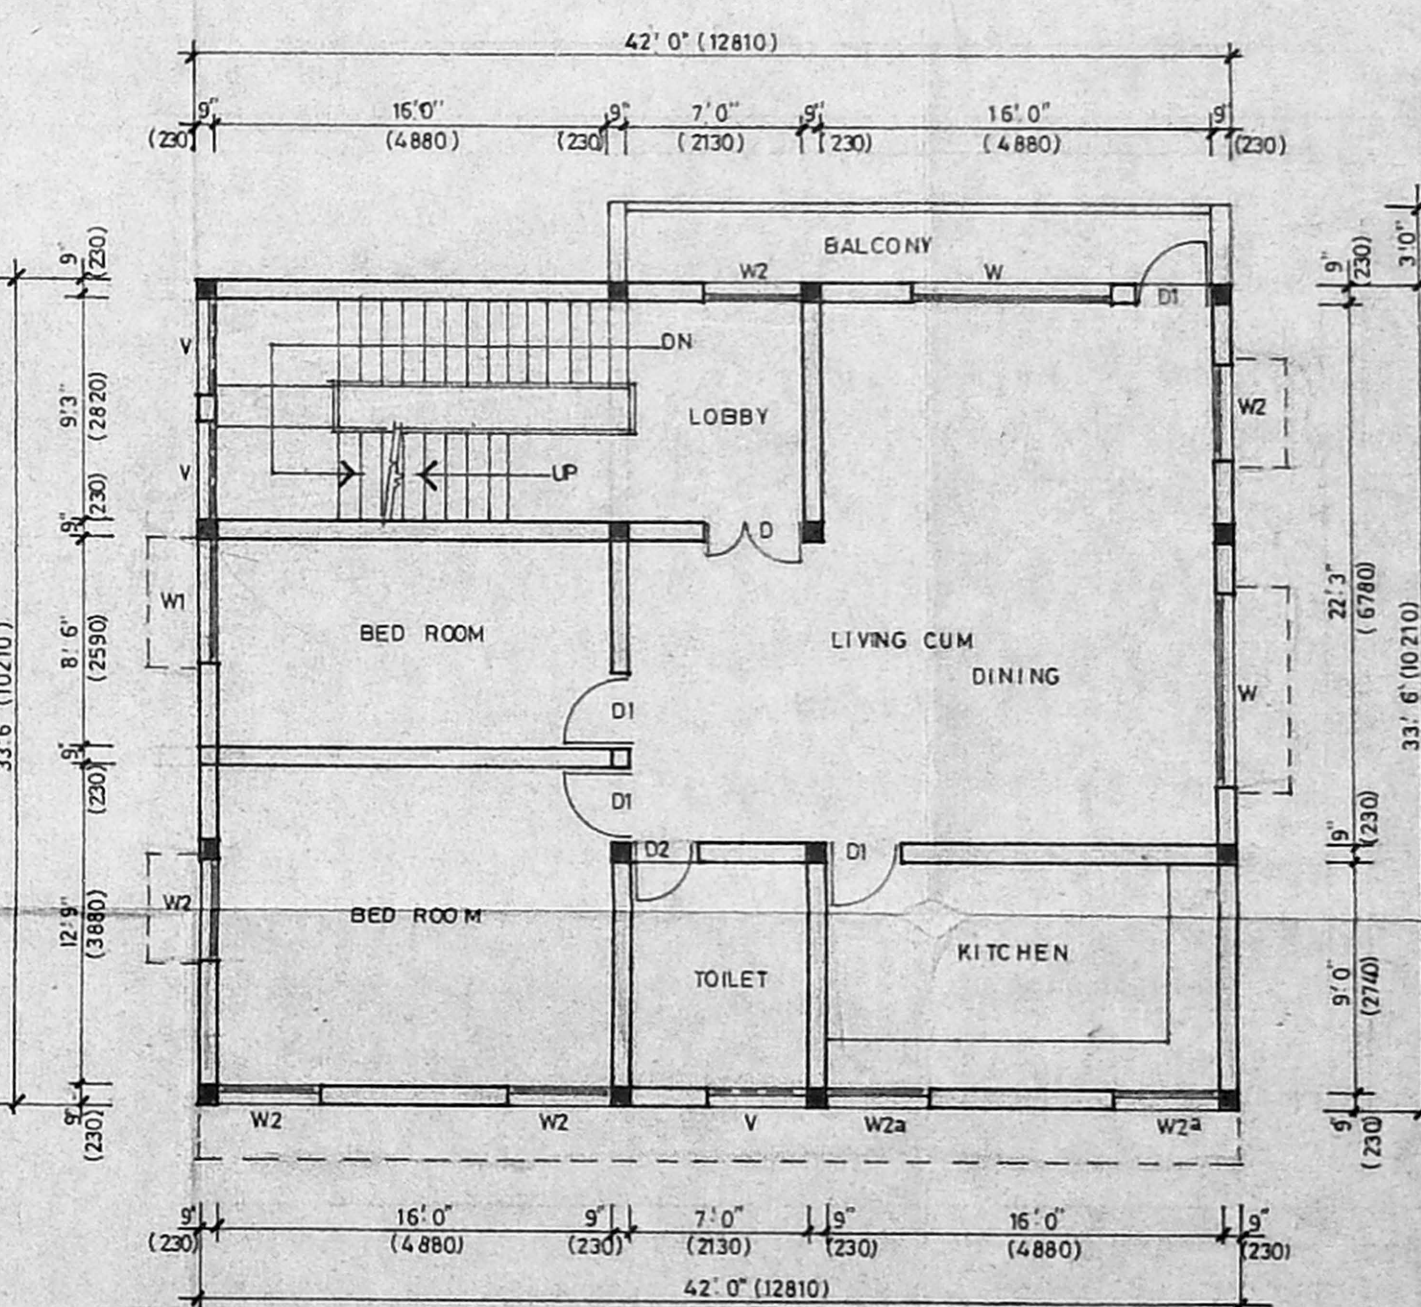 42' 0" (12810)
9" 16'0" 9" 7'0" 9" 16'0" 9"
(230) (4880) (230) (2130) (230) (4880) (230)
BALCONY
W2 W D1
9" (230)
9" (230)
3'0"
V
DN
9'3" (2820)
LOBBY
W2
V
UP
9" (230)
D
W1
BED ROOM
LIVING CUM
DINING
8' 6" (2590)
22'.3" (6780)
33.6 (10210)
33' 6" (10210)
W
D1
9" (230)
D1
9" (230)
D2 D1
W2
BED ROOM
12'.9" (3880)
TOILET
KITCHEN
9'0" (2740)
9" (230)
9" (230)
W2 W2 V W2a W2a
9" 16'0" 9" 7'0" 9" 16'0" 9"
(230) (4880) (230) (2130) (230) (4880) (230)
42' 0" (12810)